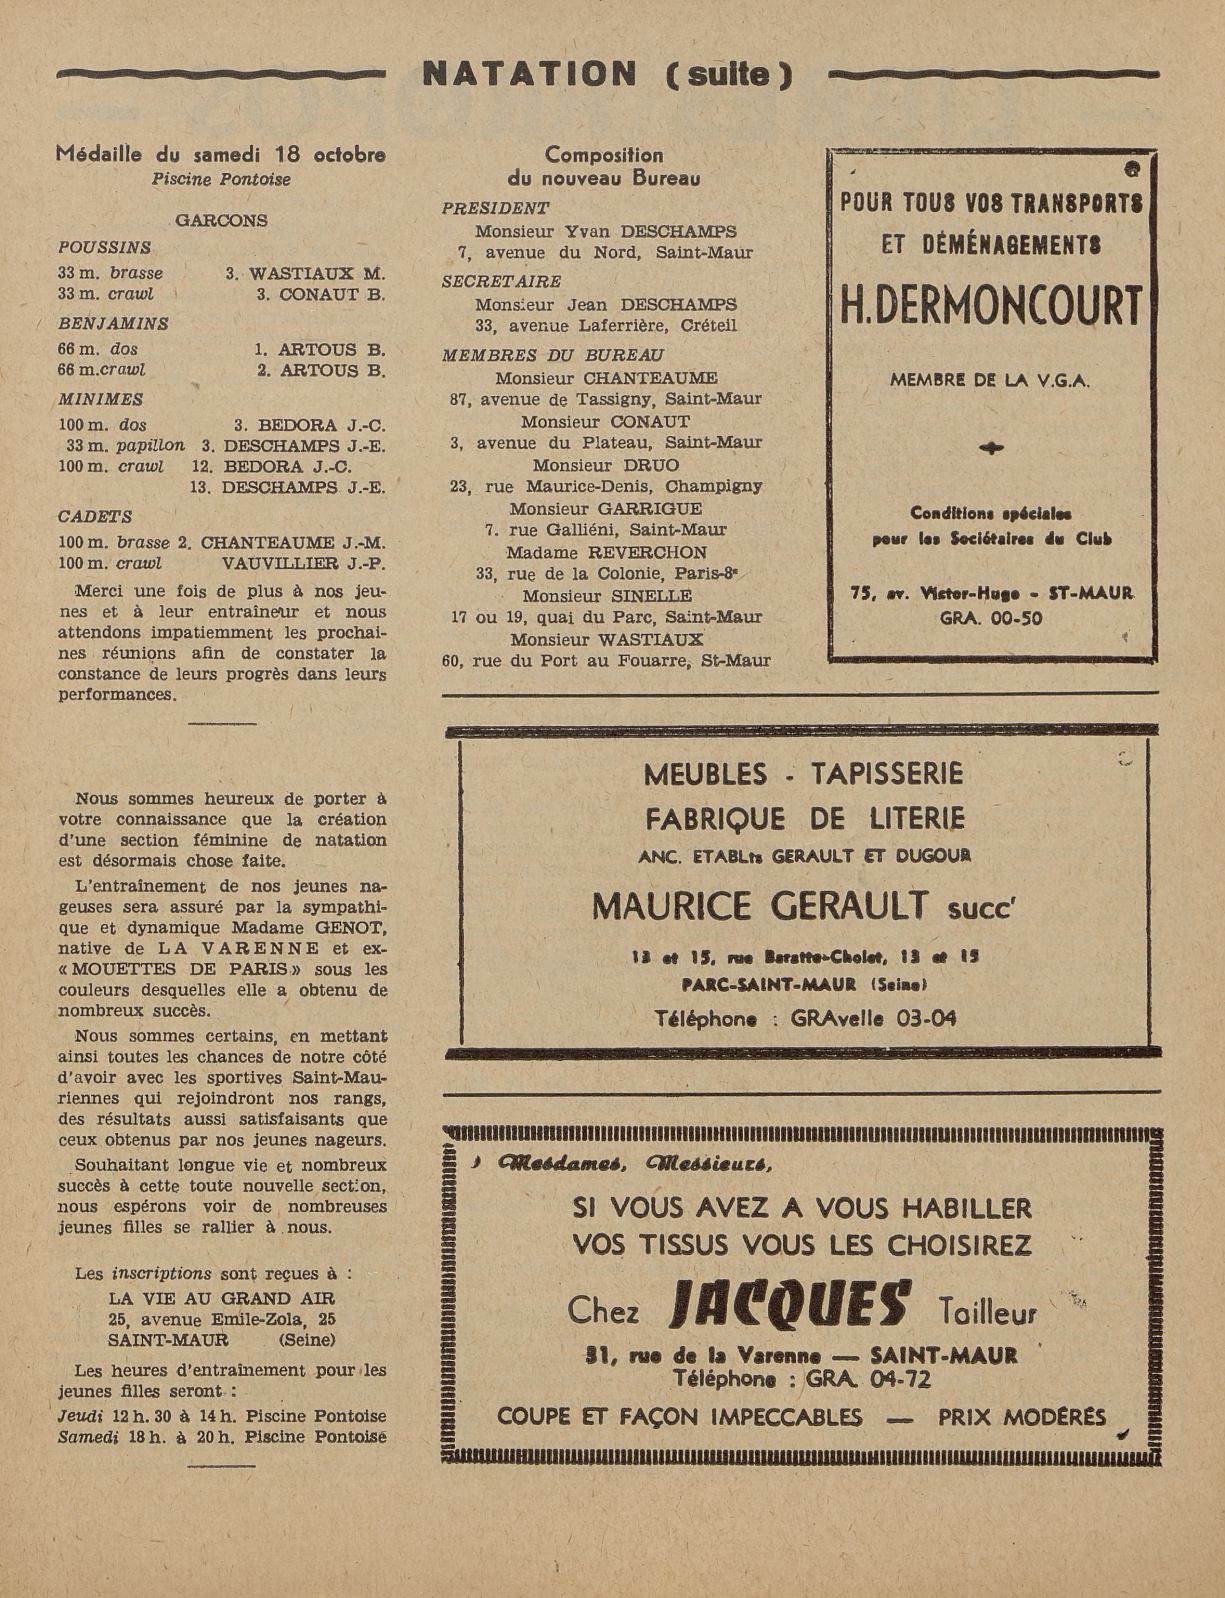 NATATION (suite)
Médaille du samedi 18 octobre
Piscine Pontoise
GARCONS
POUSSINS
33 m. brasse 3. WASTIAUX M.
33 m. crawl 3. CONAUT B.
BENJAMINS
66 m. dos 1. ARTOUS B.
66 m.crawl 2. ARTOUS B.
MINIMES
100 m. dos 3. BEDORA J.-C.
33 m. papillon 3. DESCHAMPS J.-E.
100 m. crawl 12. BEDORA J.-C.
13. DESCHAMPS J.-E.
CADETS
100 m. brasse 2. CHANTEAUME J.-M.
100 m. crawl VAUVILLIER J.-P.
Merci une fois de plus à nos jeu-
nes et à leur entraîneur et nous
attendons impatiemment les prochai-
nes réunions afin de constater la
constance de leurs progrès dans leurs
performances.
Nous sommes heureux de porter à
votre connaissance que la création
d'une section féminine de natation
est désormais chose faite.
L'entraînement de nos jeunes na-
geuses sera assuré par la sympathi-
que et dynamique Madame GENOT,
native de LA VARENNE et ex-
« MOUETTES DE PARIS » sous les
couleurs desquelles elle a obtenu de
nombreux succès.
Nous sommes certains, en mettant
ainsi toutes les chances de notre côté
d'avoir avec les sportives Saint-Mau-
riennes qui rejoindront nos rangs,
des résultats aussi satisfaisants que
ceux obtenus par nos jeunes nageurs.
Souhaitant longue vie et nombreux
succès à cette toute nouvelle section,
nous espérons voir de nombreuses
jeunes filles se rallier à nous.
Les inscriptions sont reçues à :
LA VIE AU GRAND AIR
25, avenue Emile-Zola, 25
SAINT-MAUR (Seine)
Les heures d'entraînement pour les
jeunes filles seront :
Jeudi 12 h. 30 à 14 h. Piscine Pontoise
Samedi 18 h. à 20 h. Piscine Pontoise
Composition
du nouveau Bureau
PRESIDENT
Monsieur Yvan DESCHAMPS
7, avenue du Nord, Saint-Maur
SECRETAIRE
Monsieur Jean DESCHAMPS
33, avenue Laferrière, Créteil
MEMBRES DU BUREAU
Monsieur CHANTEAUME
87, avenue de Tassigny, Saint-Maur
Monsieur CONAUT
3, avenue du Plateau, Saint-Maur
Monsieur DRUO
23, rue Maurice-Denis, Champigny
Monsieur GARRIGUE
7. rue Galliéni, Saint-Maur
Madame REVERCHON
33, rue de la Colonie, Paris-8e
Monsieur SINELLE
17 ou 19, quai du Parc, Saint-Maur
Monsieur WASTIAUX
60, rue du Port au Fouarre, St-Maur
POUR TOUS VOS TRANSPORTS
ET DÉMÉNAGEMENTS
H.DERMONCOURT
MEMBRE DE LA V.G.A.
Conditions spéciales
pour les Sociétaires du Club
75, av. Victor-Hugo - ST-MAUR
GRA. 00-50
MEUBLES - TAPISSERIE
FABRIQUE DE LITERIE
ANC. ETABLts GERAULT ET DUGOUR
MAURICE GERAULT succ'
13 et 15, rue Baratte-Cholet, 13 et 15
PARC-SAINT-MAUR (Seine)
Téléphone : GRAvelle 03-04
Mesdames, Messieurs,
SI VOUS AVEZ A VOUS HABILLER
VOS TISSUS VOUS LES CHOISIREZ
Chez JACQUES Tailleur
31, rue de la Varenne — SAINT-MAUR
Téléphone : GRA. 04-72
COUPE ET FAÇON IMPECCABLES — PRIX MODÉRÉS